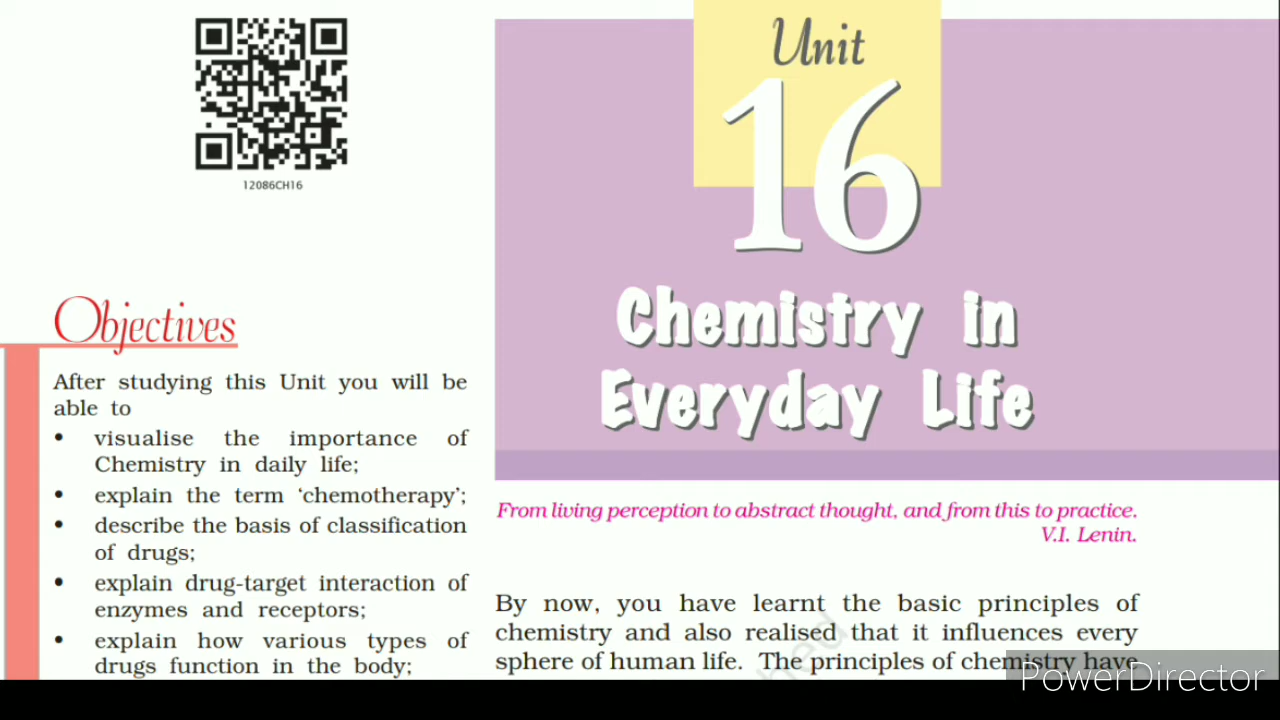 12086CH16
Unit
16
Chemistry in
Everyday Life
Objectives
After studying this Unit you will be
able to
• visualise the importance of
Chemistry in daily life;
• explain the term ‘chemotherapy’;
• describe the basis of classification
of drugs;
• explain drug-target interaction of
enzymes and receptors;
• explain how various types of
drugs function in the body;
From living perception to abstract thought, and from this to practice.
V.I. Lenin.
By now, you have learnt the basic principles of
chemistry and also realised that it influences every
sphere of human life. The principles of chemistry have
PowerDirector